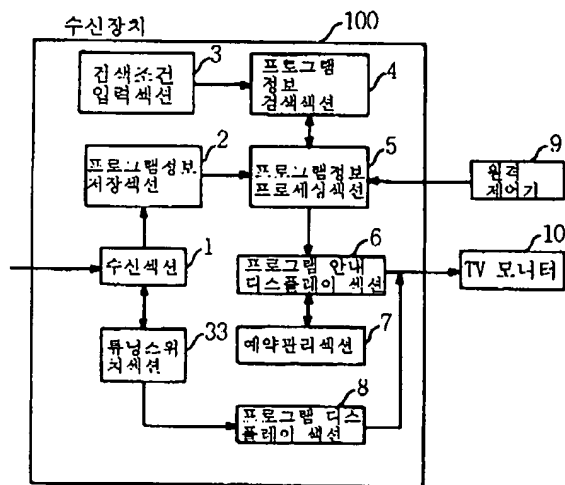 수신장치
100
3
검색조건
입력섹션
프로그램
정보
검색섹션
4
2
프로그램정보
저장섹션
5
프로그램정보
프로세싱섹션
9
원격
제어기
1
수신섹션
6
프로그램 안내
디스플레이 섹션
10
TV 모니터
33
튜닝스위
치섹션
7
예약관리섹션
8
프로그램 디스
플레이 섹션